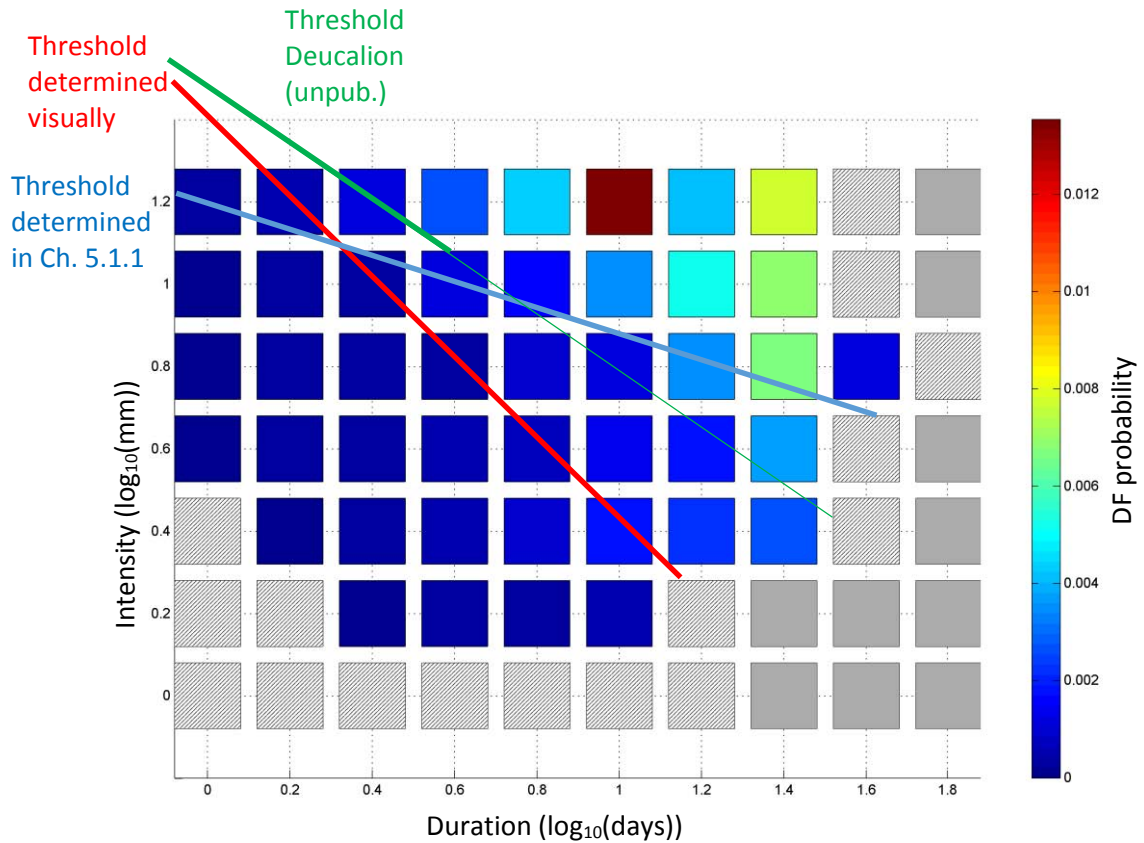 Threshold
Deucalion
(unpub.)
Threshold
determined
visually
Threshold
determined
in Ch. 5.1.1
Intensity (log₁₀(mm))
1.2
1
0.8
0.6
0.4
0.2
0
0 0.2 0.4 0.6 0.8 1 1.2 1.4 1.6 1.8
Duration (log₁₀(days))
0.012
0.01
0.008
0.006
0.004
0.002
0
DF probability